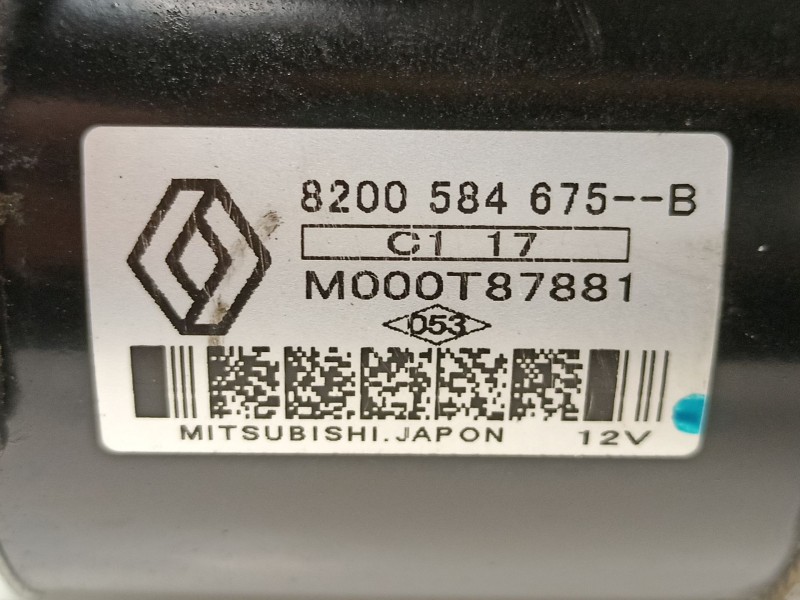 8200 584 675--B
C1 17
M000T87881
053
MITSUBISHI.JAPON 12V